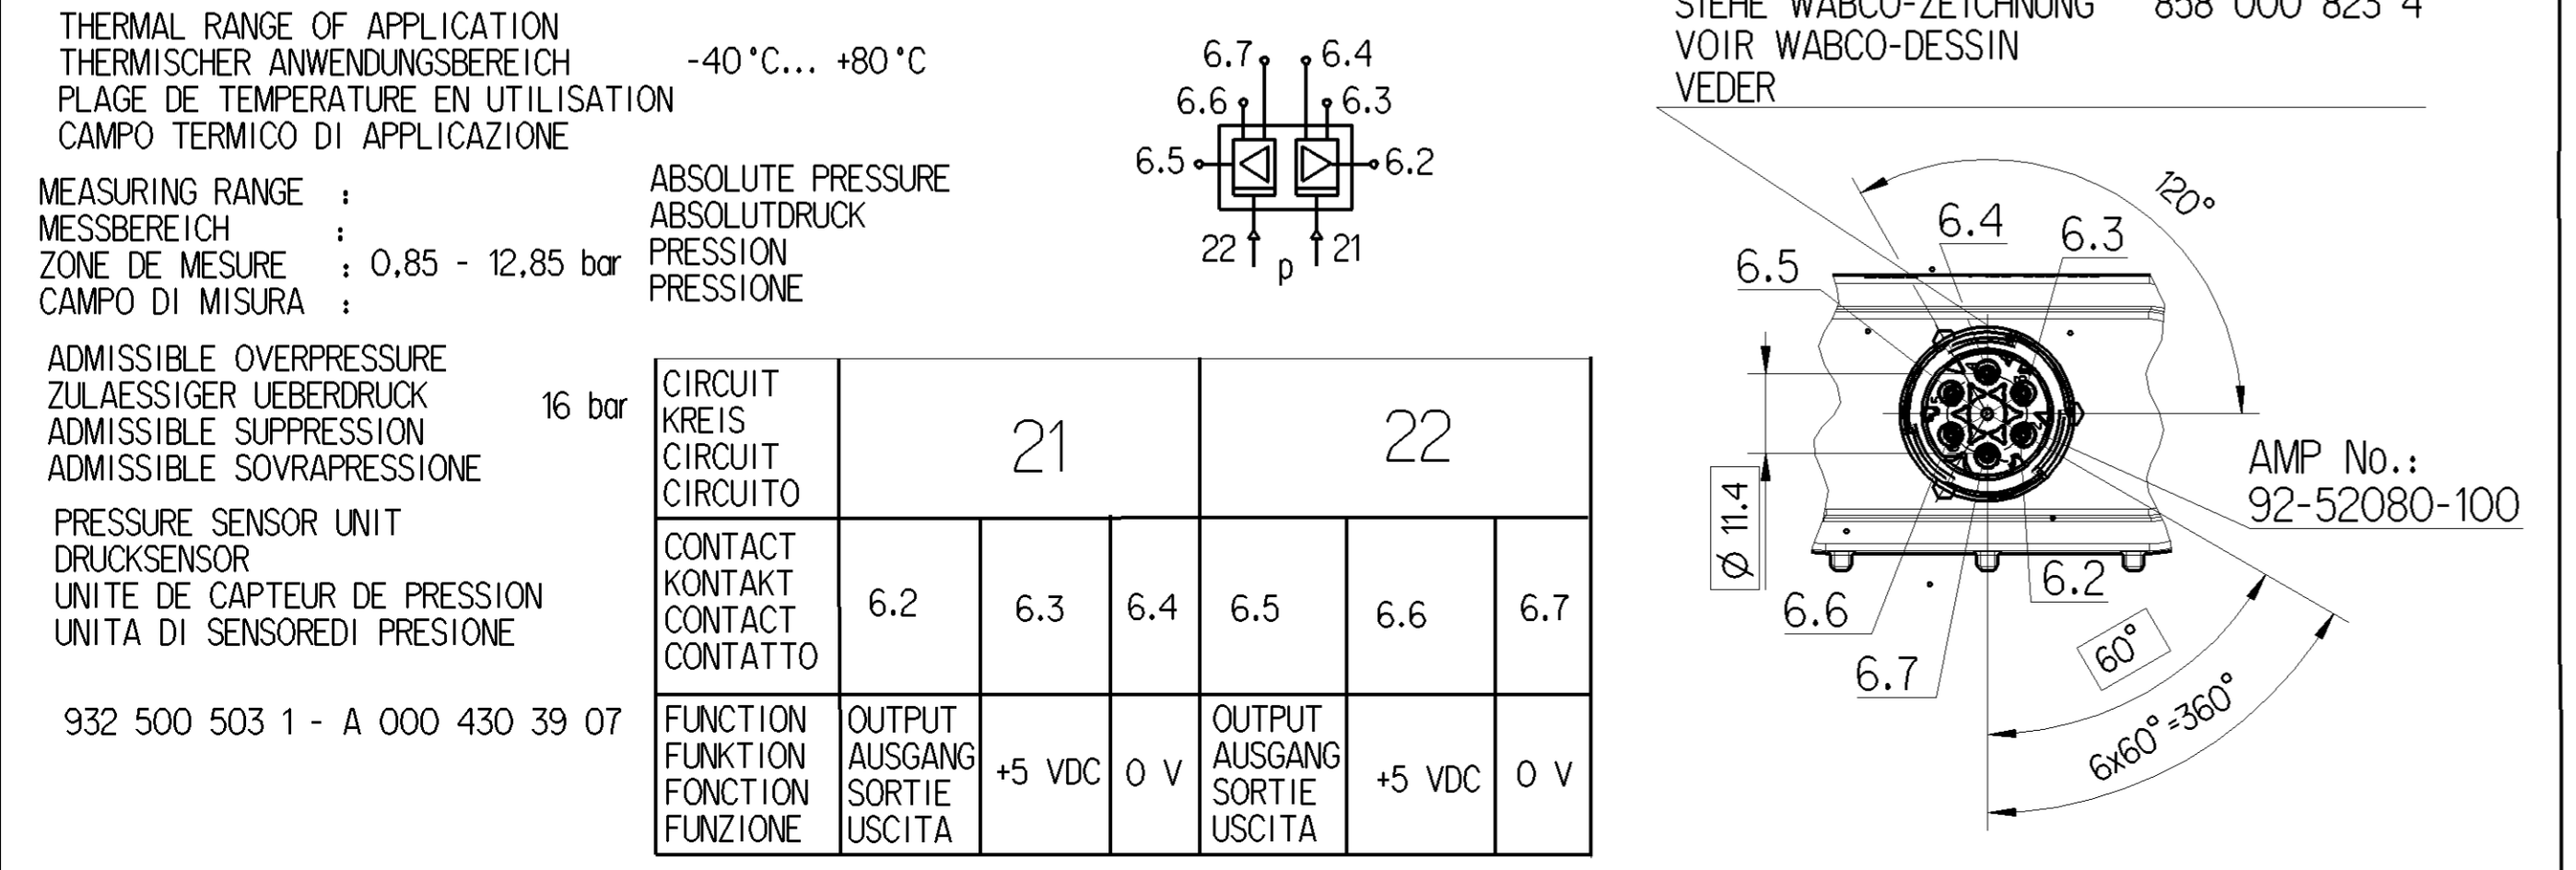 THERMAL RANGE OF APPLICATION
THERMISCHER ANWENDUNGSBEREICH -40°C... +80°C
PLAGE DE TEMPERATURE EN UTILISATION
CAMPO TERMICO DI APPLICAZIONE
MEASURING RANGE :
MESSBEREICH :
ZONE DE MESURE : 0,85 - 12,85 bar
CAMPO DI MISURA :
ABSOLUTE PRESSURE
ABSOLUTDRUCK
PRESSION
PRESSIONE
ADMISSIBLE OVERPRESSURE
ZULAESSIGER UEBERDRUCK 16 bar
ADMISSIBLE SUPPRESSION
ADMISSIBLE SOVRAPRESSIONE
PRESSURE SENSOR UNIT
DRUCKSENSOR
UNITE DE CAPTEUR DE PRESSION
UNITA DI SENSOREDI PRESIONE
932 500 503 1 - A 000 430 39 07
6.7 6.4
6.6 6.3
6.5 6.2
22 p 21
CIRCUIT
KREIS
CIRCUIT
CIRCUITO
21 22
CONTACT
KONTAKT
CONTACT
CONTATTO
6.2 6.3 6.4 6.5 6.6 6.7
FUNCTION
FUNKTION
FONCTION
FUNZIONE
OUTPUT
AUSGANG
SORTIE
USCITA
+5 VDC
0 V
OUTPUT
AUSGANG
SORTIE
USCITA
+5 VDC
0 V
SIEHE WABCO-ZEICHNUNG 858 000 823 4
VOIR WABCO-DESSIN
VEDER
120°
6.4
6.3
6.5
Ø 11.4
AMP No.:
92-52080-100
6.2
6.6
6.7
60°
6x60°=360°